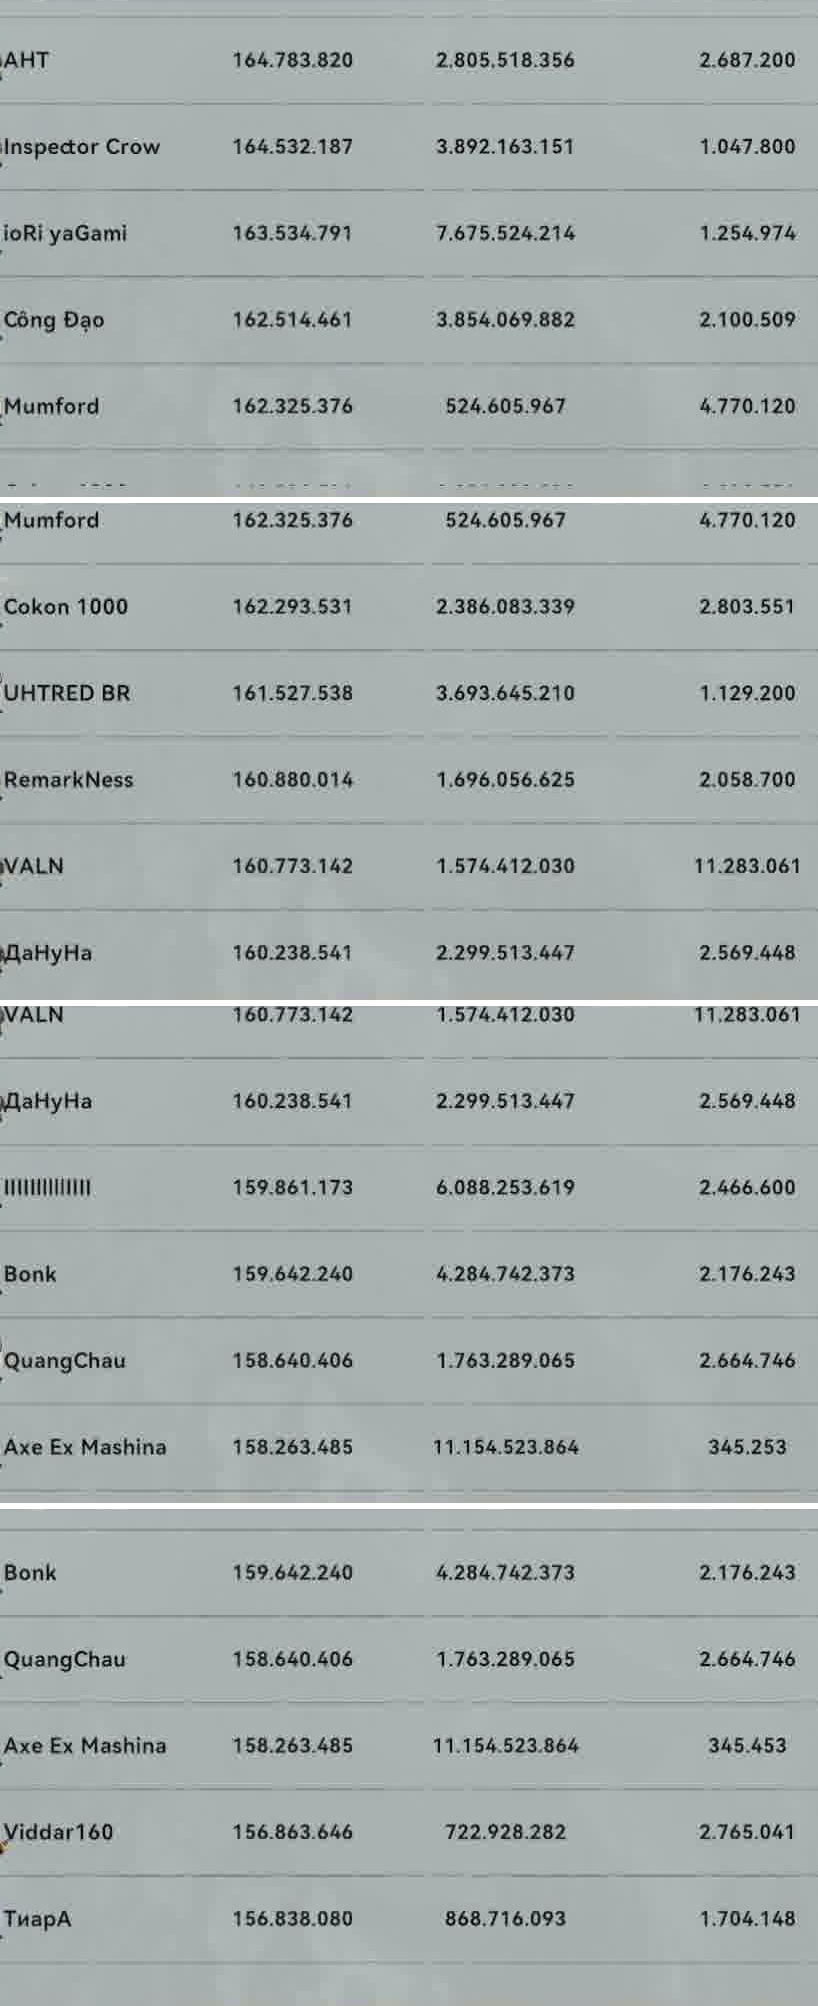 AHT 164.783.820 2.805.518.356 2.687.200
Inspector Crow 164.532.187 3.892.163.151 1.047.800
ioRi yaGami 163.534.791 7.675.524.214 1.254.974
Công Đạo 162.514.461 3.854.069.882 2.100.509
Mumford 162.325.376 524.605.967 4.770.120
Mumford 162.325.376 524.605.967 4.770.120
Cokon 1000 162.293.531 2.386.083.339 2.803.551
UHTRED BR 161.527.538 3.693.645.210 1.129.200
RemarkNess 160.880.014 1.696.056.625 2.058.700
VALN 160.773.142 1.574.412.030 11.283.061
ДаНуНа 160.238.541 2.299.513.447 2.569.448
VALN 160.773.142 1.574.412.030 11.283.061
ДаНуНа 160.238.541 2.299.513.447 2.569.448
159.861.173 6.088.253.619 2.466.600
Bonk 159.642.240 4.284.742.373 2.176.243
QuangChau 158.640.406 1.763.289.065 2.664.746
Axe Ex Mashina 158.263.485 11.154.523.864 345.253
Bonk 159.642.240 4.284.742.373 2.176.243
QuangChau 158.640.406 1.763.289.065 2.664.746
Axe Ex Mashina 158.263.485 11.154.523.864 345.453
Viddar160 156.863.646 722.928.282 2.765.041
ТиарА 156.838.080 868.716.093 1.704.148